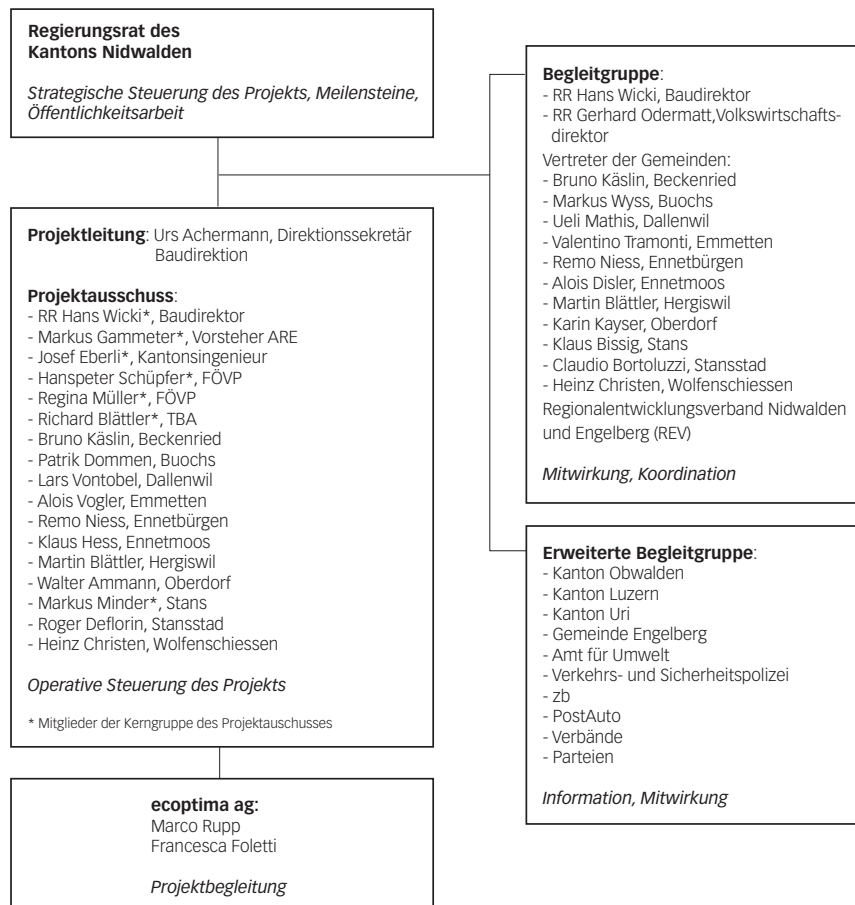 Regierungsrat des
Kantons Nidwalden
Strategische Steuerung des Projekts, Meilensteine,
Öffentlichkeitsarbeit
Projektleitung: Urs Achermann, Direktionssekretär
Baudirektion
Projektausschuss:
- RR Hans Wicki*, Baudirektor
- Markus Gammeter*, Vorsteher ARE
- Josef Eberli*, Kantonsingenieur
- Hanspeter Schüpfer*, FÖVP
- Regina Müller*, FÖVP
- Richard Blättler*, TBA
- Bruno Käslin, Beckenried
- Patrik Dommen, Buochs
- Lars Vontobel, Dallenwil
- Alois Vogler, Emmetten
- Remo Niess, Ennetbürgen
- Klaus Hess, Ennetmoos
- Martin Blättler, Hergiswil
- Walter Ammann, Oberdorf
- Markus Minder*, Stans
- Roger Deflorin, Stansstad
- Heinz Christen, Wolfenschiessen
Operative Steuerung des Projekts
* Mitglieder der Kerngruppe des Projektauschusses
ecoptima ag:
Marco Rupp
Francesca Foletti
Projektbegleitung
Begleitgruppe:
- RR Hans Wicki, Baudirektor
- RR Gerhard Odermatt,Volkswirtschafts-
direktor
Vertreter der Gemeinden:
- Bruno Käslin, Beckenried
- Markus Wyss, Buochs
- Ueli Mathis, Dallenwil
- Valentino Tramonti, Emmetten
- Remo Niess, Ennetbürgen
- Alois Disler, Ennetmoos
- Martin Blättler, Hergiswil
- Karin Kayser, Oberdorf
- Klaus Bissig, Stans
- Claudio Bortoluzzi, Stansstad
- Heinz Christen, Wolfenschiessen
Regionalentwicklungsverband Nidwalden
und Engelberg (REV)
Mitwirkung, Koordination
Erweiterte Begleitgruppe:
- Kanton Obwalden
- Kanton Luzern
- Kanton Uri
- Gemeinde Engelberg
- Amt für Umwelt
- Verkehrs- und Sicherheitspolizei
- zb
- PostAuto
- Verbände
- Parteien
Information, Mitwirkung